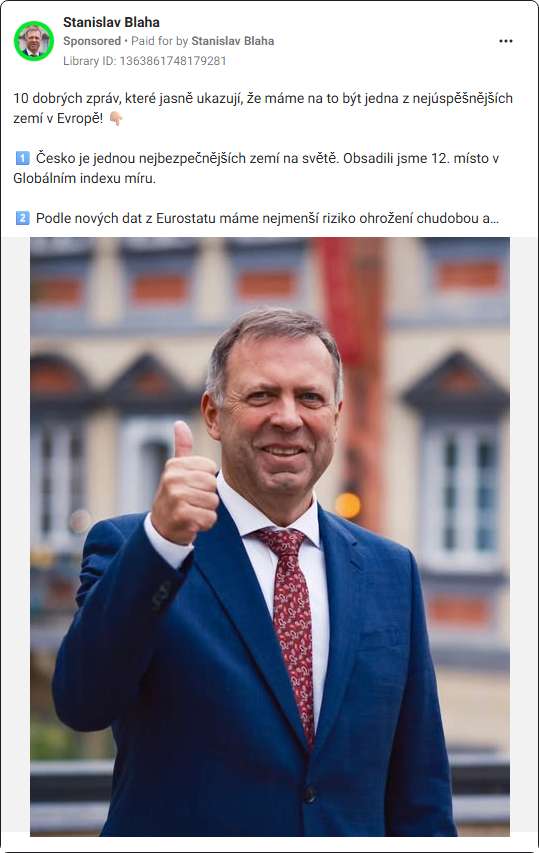 Stanislav Blaha
Sponsored • Paid for by Stanislav Blaha
Library ID: 1363861748179281
10 dobrých zpráv, které jasně ukazují, že máme na to být jedna z nejúspěšnějších
zemí v Evropě! 👇🏼
1️⃣ Česko je jednou nejbezpečnějších zemí na světě. Obsadili jsme 12. místo v
Globálním indexu míru.
2️⃣ Podle nových dat z Eurostatu máme nejmenší riziko ohrožení chudobou a...